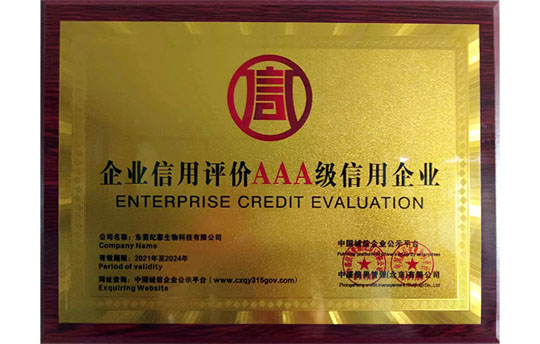 信
企业信用评价AAA级信用企业
ENTERPRISE CREDIT EVALUATION
公司名称：东莞纪霖生物科技有限公司
Company Name
有效期限：2021年至2024年
Period of validity
网址查询：中国诚信企业公示平台（www.cxqy315gov.com）
Exquiring Website
中国诚信企业公示平台